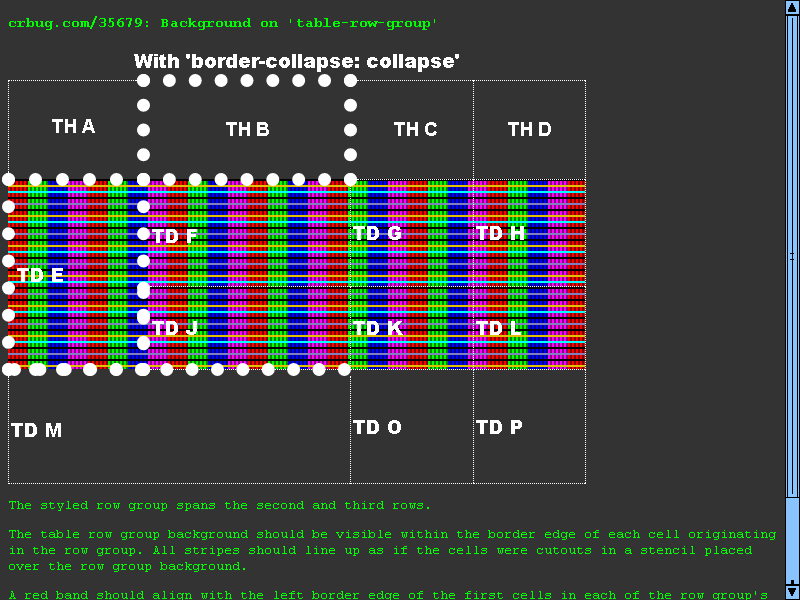 crbug.com/35679: Background on 'table-row-group'
With 'border-collapse: collapse'
TH A
TH B
TH C
TH D
TD F
TD G
TD H
TD E
TD J
TD K
TD L
TD M
TD O
TD P
The styled row group spans the second and third rows.
The table row group background should be visible within the border edge of each cell originating
in the row group. All stripes should line up as if the cells were cutouts in a stencil placed
over the row group background.
A red band should align with the left border edge of the first cells in each of the row group's